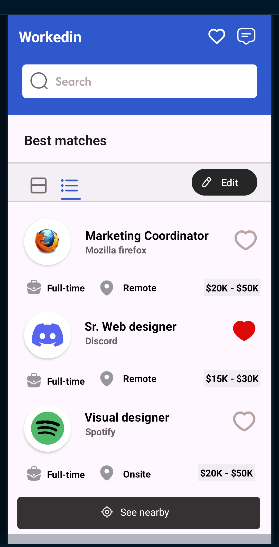 Workedin
Search
Best matches
Edit
Marketing Coordinator
Mozilla firefox
Full-time
Remote
$20K - $50K
Sr. Web designer
Discord
Full-time
Remote
$15K - $30K
Visual designer
Spotify
Full-time
Onsite
$20K - $50K
See nearby